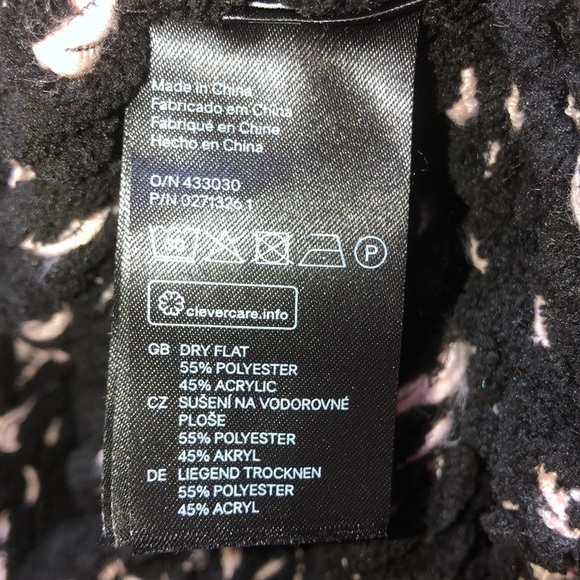 Made in China
Fabricado em China
Fabriqué en Chine
Hecho en China
O/N 433030
P/N 0271326.1
P
clevercare.info
GB DRY FLAT
55% POLYESTER
45% ACRYLIC
CZ SUŠENÍ NA VODOROVNÉ
PLOŠE
55% POLYESTER
45% AKRYL
DE LIEGEND TROCKNEN
55% POLYESTER
45% ACRYL